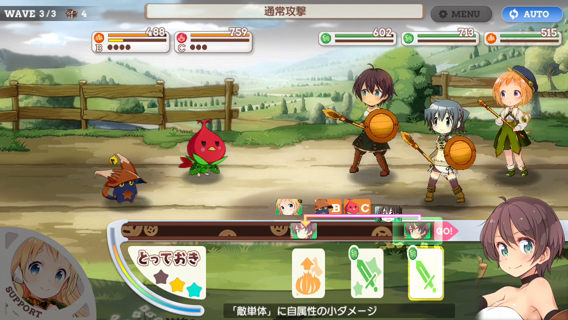 WAVE 3/3 4
通常攻撃
MENU
AUTO
488
759
602
713
515
B
C
B C
GO!
とっておき
SUPPORT
「敵単体」に自属性の小ダメージ